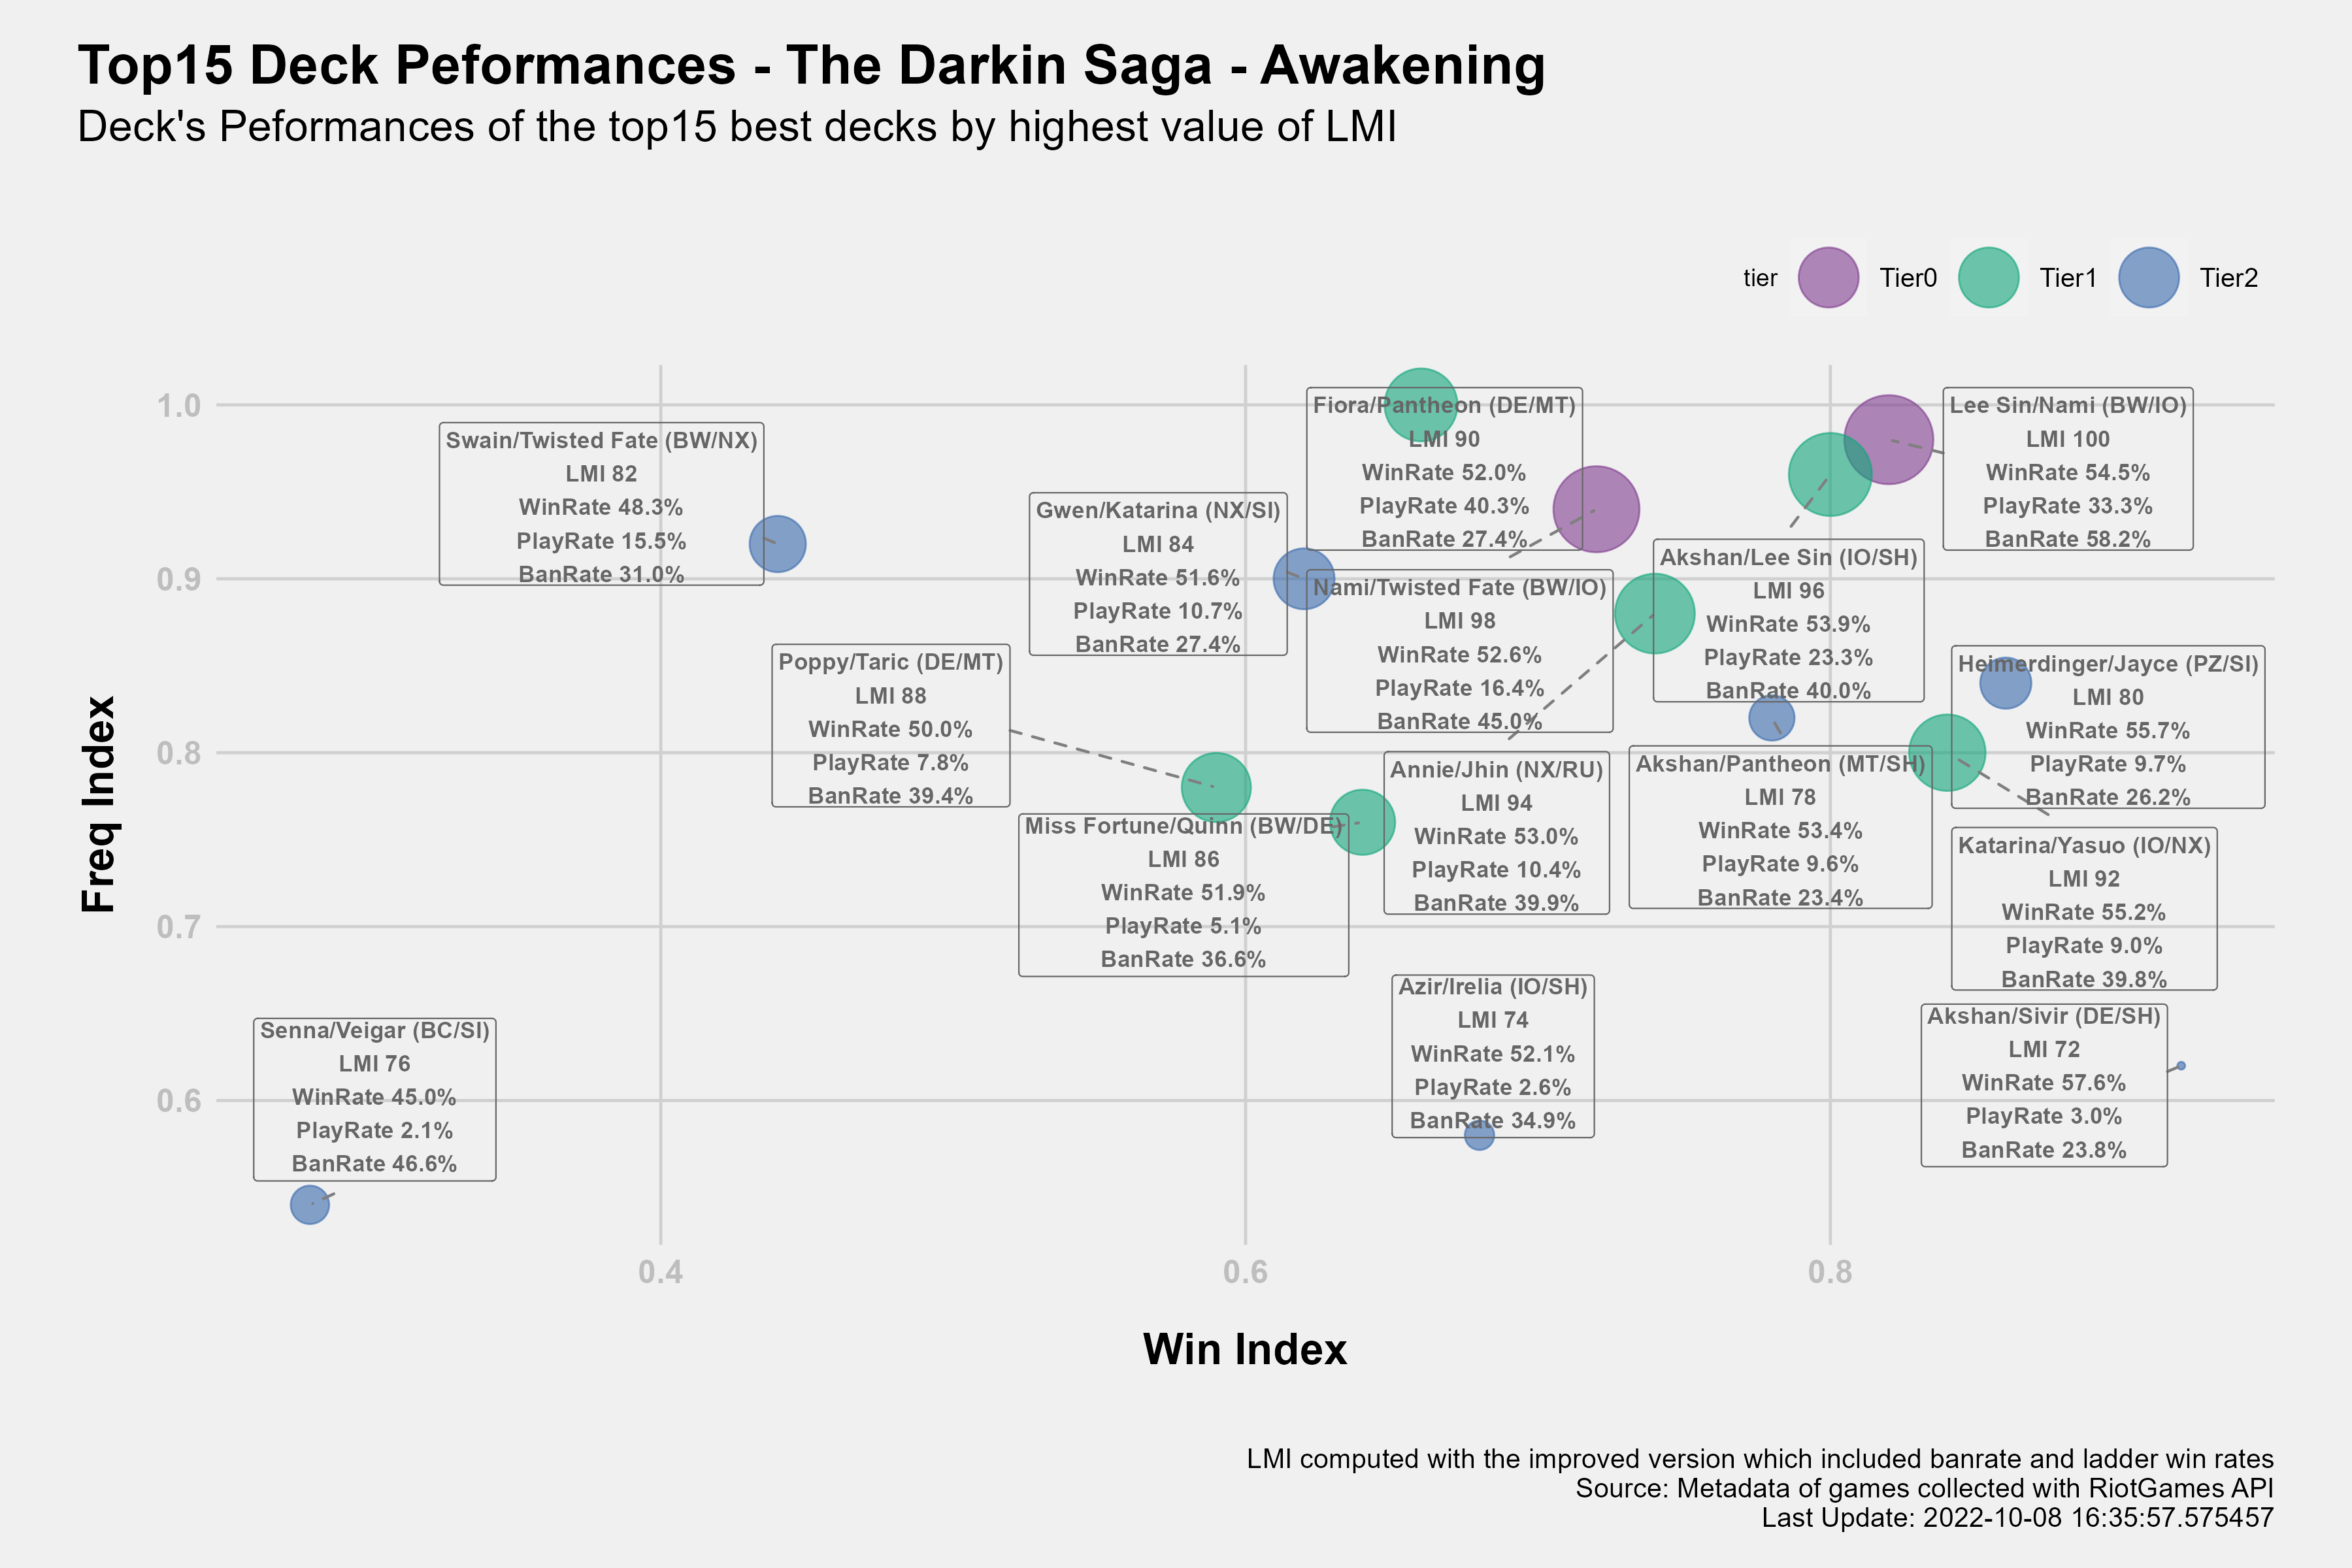 Top15 Deck Peformances - The Darkin Saga - Awakening
Deck's Peformances of the top15 best decks by highest value of LMI
tier Tier0 Tier1 Tier2
Freq Index
1.0
0.9
0.8
0.7
0.6
Swain/Twisted Fate (BW/NX)
LMI 82
WinRate 48.3%
PlayRate 15.5%
BanRate 31.0%
Gwen/Katarina (NX/SI)
LMI 84
WinRate 51.6%
PlayRate 10.7%
BanRate 27.4%
Fiora/Pantheon (DE/MT)
LMI 90
WinRate 52.0%
PlayRate 40.3%
BanRate 27.4%
Lee Sin/Nami (BW/IO)
LMI 100
WinRate 54.5%
PlayRate 33.3%
BanRate 58.2%
Nami/Twisted Fate (BW/IO)
LMI 98
WinRate 52.6%
PlayRate 16.4%
BanRate 45.0%
Akshan/Lee Sin (IO/SH)
LMI 96
WinRate 53.9%
PlayRate 23.3%
BanRate 40.0%
Poppy/Taric (DE/MT)
LMI 88
WinRate 50.0%
PlayRate 7.8%
BanRate 39.4%
Heimerdinger/Jayce (PZ/SI)
LMI 80
WinRate 55.7%
PlayRate 9.7%
BanRate 26.2%
Miss Fortune/Quinn (BW/DE)
LMI 86
WinRate 51.9%
PlayRate 5.1%
BanRate 36.6%
Annie/Jhin (NX/RU)
LMI 94
WinRate 53.0%
PlayRate 10.4%
BanRate 39.9%
Akshan/Pantheon (MT/SH)
LMI 78
WinRate 53.4%
PlayRate 9.6%
BanRate 23.4%
Katarina/Yasuo (IO/NX)
LMI 92
WinRate 55.2%
PlayRate 9.0%
BanRate 39.8%
Senna/Veigar (BC/SI)
LMI 76
WinRate 45.0%
PlayRate 2.1%
BanRate 46.6%
Azir/Irelia (IO/SH)
LMI 74
WinRate 52.1%
PlayRate 2.6%
BanRate 34.9%
Akshan/Sivir (DE/SH)
LMI 72
WinRate 57.6%
PlayRate 3.0%
BanRate 23.8%
0.4 0.6 0.8
Win Index
LMI computed with the improved version which included banrate and ladder win rates
Source: Metadata of games collected with RiotGames API
Last Update: 2022-10-08 16:35:57.575457